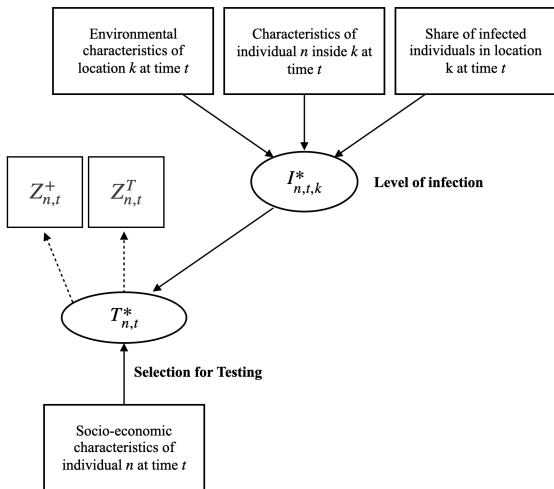 Environmental
characteristics of
location k at time t
Characteristics of
individual n inside k at
time t
Share of infected
individuals in location
k at time t
I*n,t,k
Level of infection
Z+n,t
ZTn,t
T*n,t
Selection for Testing
Socio-economic
characteristics of
individual n at time t